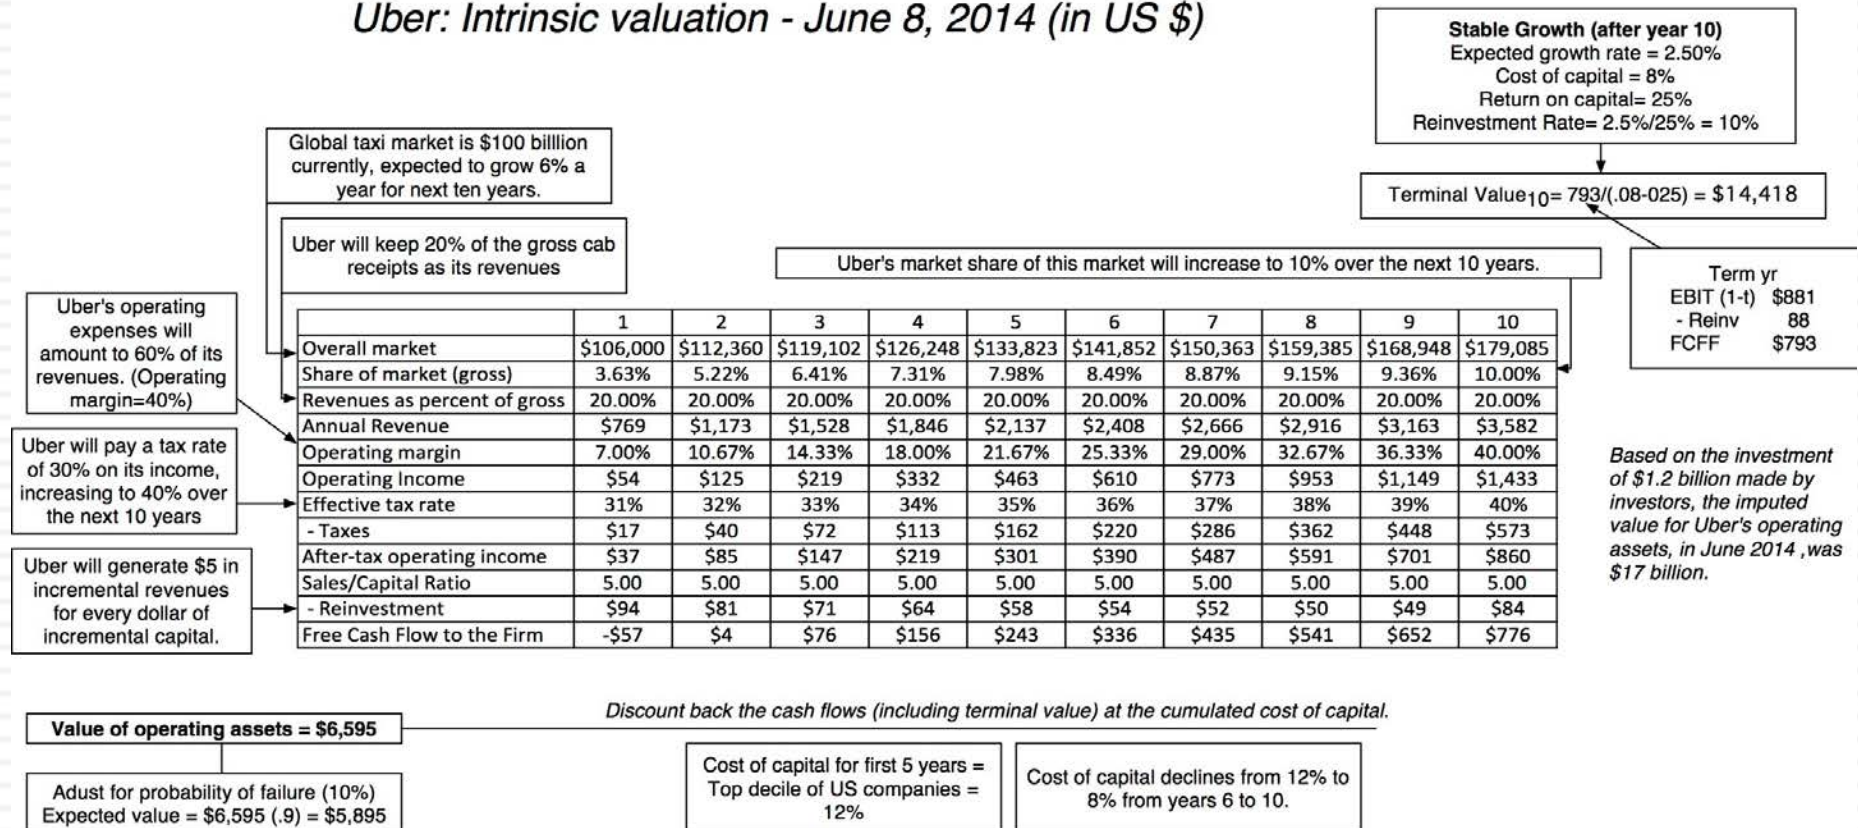 Uber: Intrinsic valuation - June 8, 2014 (in US $)
Stable Growth (after year 10)
Expected growth rate = 2.50%
Cost of capital = 8%
Return on capital= 25%
Reinvestment Rate= 2.5%/25% = 10%
Terminal Value10= 793/(.08-025) = $14,418
Term yr
EBIT (1-t) $881
- Reinv 88
FCFF $793
Global taxi market is $100 billlion
currently, expected to grow 6% a
year for next ten years.
Uber will keep 20% of the gross cab
receipts as its revenues
Uber's market share of this market will increase to 10% over the next 10 years.
Uber's operating
expenses will
amount to 60% of its
revenues. (Operating
margin=40%)
Uber will pay a tax rate
of 30% on its income,
increasing to 40% over
the next 10 years
Uber will generate $5 in
incremental revenues
for every dollar of
incremental capital.
1 2 3 4 5 6 7 8 9 10
Overall market $106,000 $112,360 $119,102 $126,248 $133,823 $141,852 $150,363 $159,385 $168,948 $179,085
Share of market (gross) 3.63% 5.22% 6.41% 7.31% 7.98% 8.49% 8.87% 9.15% 9.36% 10.00%
Revenues as percent of gross 20.00% 20.00% 20.00% 20.00% 20.00% 20.00% 20.00% 20.00% 20.00% 20.00%
Annual Revenue $769 $1,173 $1,528 $1,846 $2,137 $2,408 $2,666 $2,916 $3,163 $3,582
Operating margin 7.00% 10.67% 14.33% 18.00% 21.67% 25.33% 29.00% 32.67% 36.33% 40.00%
Operating Income $54 $125 $219 $332 $463 $610 $773 $953 $1,149 $1,433
Effective tax rate 31% 32% 33% 34% 35% 36% 37% 38% 39% 40%
- Taxes $17 $40 $72 $113 $162 $220 $286 $362 $448 $573
After-tax operating income $37 $85 $147 $219 $301 $390 $487 $591 $701 $860
Sales/Capital Ratio 5.00 5.00 5.00 5.00 5.00 5.00 5.00 5.00 5.00 5.00
- Reinvestment $94 $81 $71 $64 $58 $54 $52 $50 $49 $84
Free Cash Flow to the Firm -$57 $4 $76 $156 $243 $336 $435 $541 $652 $776
Based on the investment
of $1.2 billion made by
investors, the imputed
value for Uber's operating
assets, in June 2014 ,was
$17 billion.
Discount back the cash flows (including terminal value) at the cumulated cost of capital.
Value of operating assets = $6,595
Adust for probability of failure (10%)
Expected value = $6,595 (.9) = $5,895
Cost of capital for first 5 years =
Top decile of US companies =
12%
Cost of capital declines from 12% to
8% from years 6 to 10.